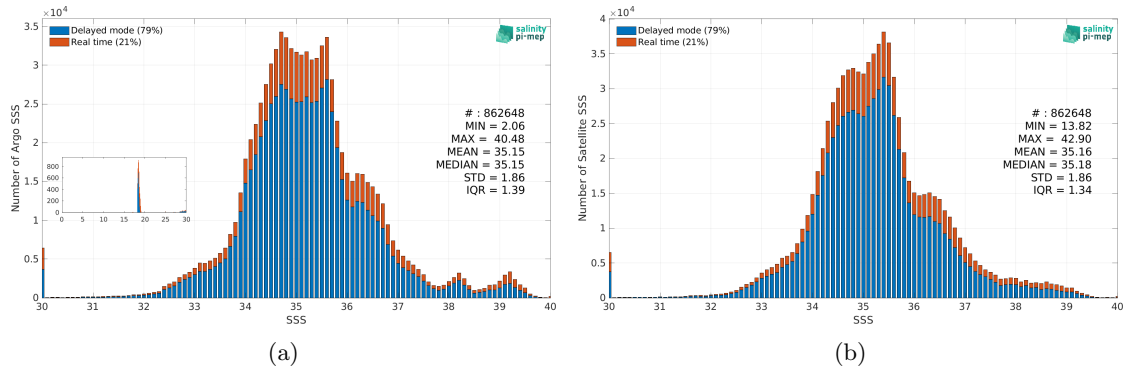 ×10⁴
3.5
3
2.5
2
1.5
1
0.5
0
Number of Argo SSS
Delayed mode (79%)
Real time (21%)
salinity
pi-mep
# : 862648
MIN = 2.06
MAX = 40.48
MEAN = 35.15
MEDIAN = 35.15
STD = 1.86
IQR = 1.39
800
600
400
200
0
0 5 10 15 20 25 30
30 31 32 33 34 35 36 37 38 39 40
SSS
(a)
×10⁴
4
3.5
3
2.5
2
1.5
1
0.5
0
Number of Satellite SSS
Delayed mode (79%)
Real time (21%)
salinity
pi-mep
# : 862648
MIN = 13.82
MAX = 42.90
MEAN = 35.16
MEDIAN = 35.18
STD = 1.86
IQR = 1.34
30 31 32 33 34 35 36 37 38 39 40
SSS
(b)